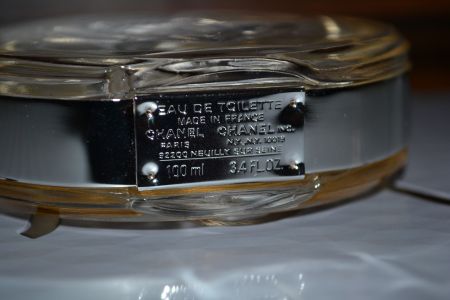 EAU DE TOILETTE
MADE IN FRANCE
CHANEL CHANEL INC.
PARIS NY. NY. 10019
92200 NEUILLY SUR SEINE
100 ml 3.4 FL.OZ.